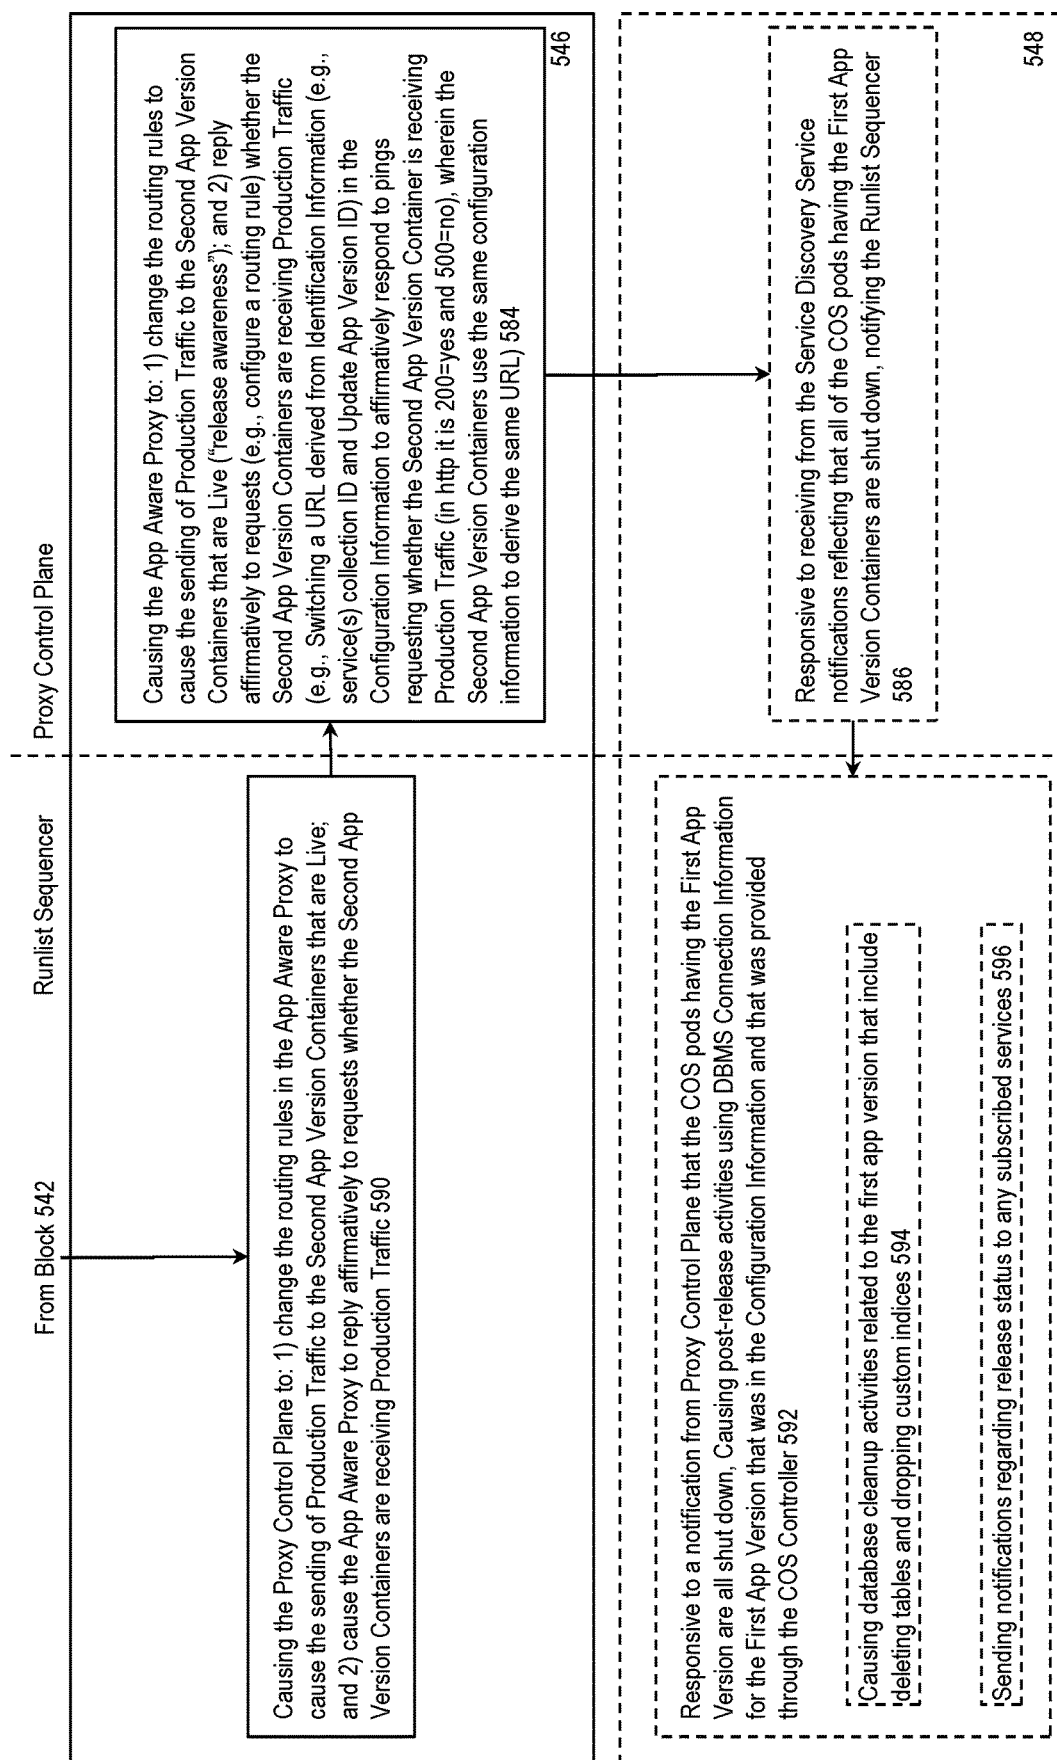 From Block 542
Runlist Sequencer
Proxy Control Plane
Causing the Proxy Control Plane to: 1) change the routing rules in the App Aware Proxy to
cause the sending of Production Traffic to the Second App Version Containers that are Live;
and 2) cause the App Aware Proxy to reply affirmatively to requests whether the Second App
Version Containers are receiving Production Traffic 590
Causing the App Aware Proxy to: 1) change the routing rules to
cause the sending of Production Traffic to the Second App Version
Containers that are Live (“release awareness”); and 2) reply
affirmatively to requests (e.g., configure a routing rule) whether the
Second App Version Containers are receiving Production Traffic
(e.g., Switching a URL derived from Identification Information (e.g.,
service(s) collection ID and Update App Version ID) in the
Configuration Information to affirmatively respond to pings
requesting whether the Second App Version Container is receiving
Production Traffic (in http it is 200=yes and 500=no), wherein the
Second App Version Containers use the same configuration
information to derive the same URL) 584
546
Responsive to a notification from Proxy Control Plane that the COS pods having the First App
Version are all shut down, Causing post-release activities using DBMS Connection Information
for the First App Version that was in the Configuration Information and that was provided
through the COS Controller 592
Causing database cleanup activities related to the first app version that include
deleting tables and dropping custom indices 594
Sending notifications regarding release status to any subscribed services 596
Responsive to receiving from the Service Discovery Service
notifications reflecting that all of the COS pods having the First App
Version Containers are shut down, notifying the Runlist Sequencer
586
548